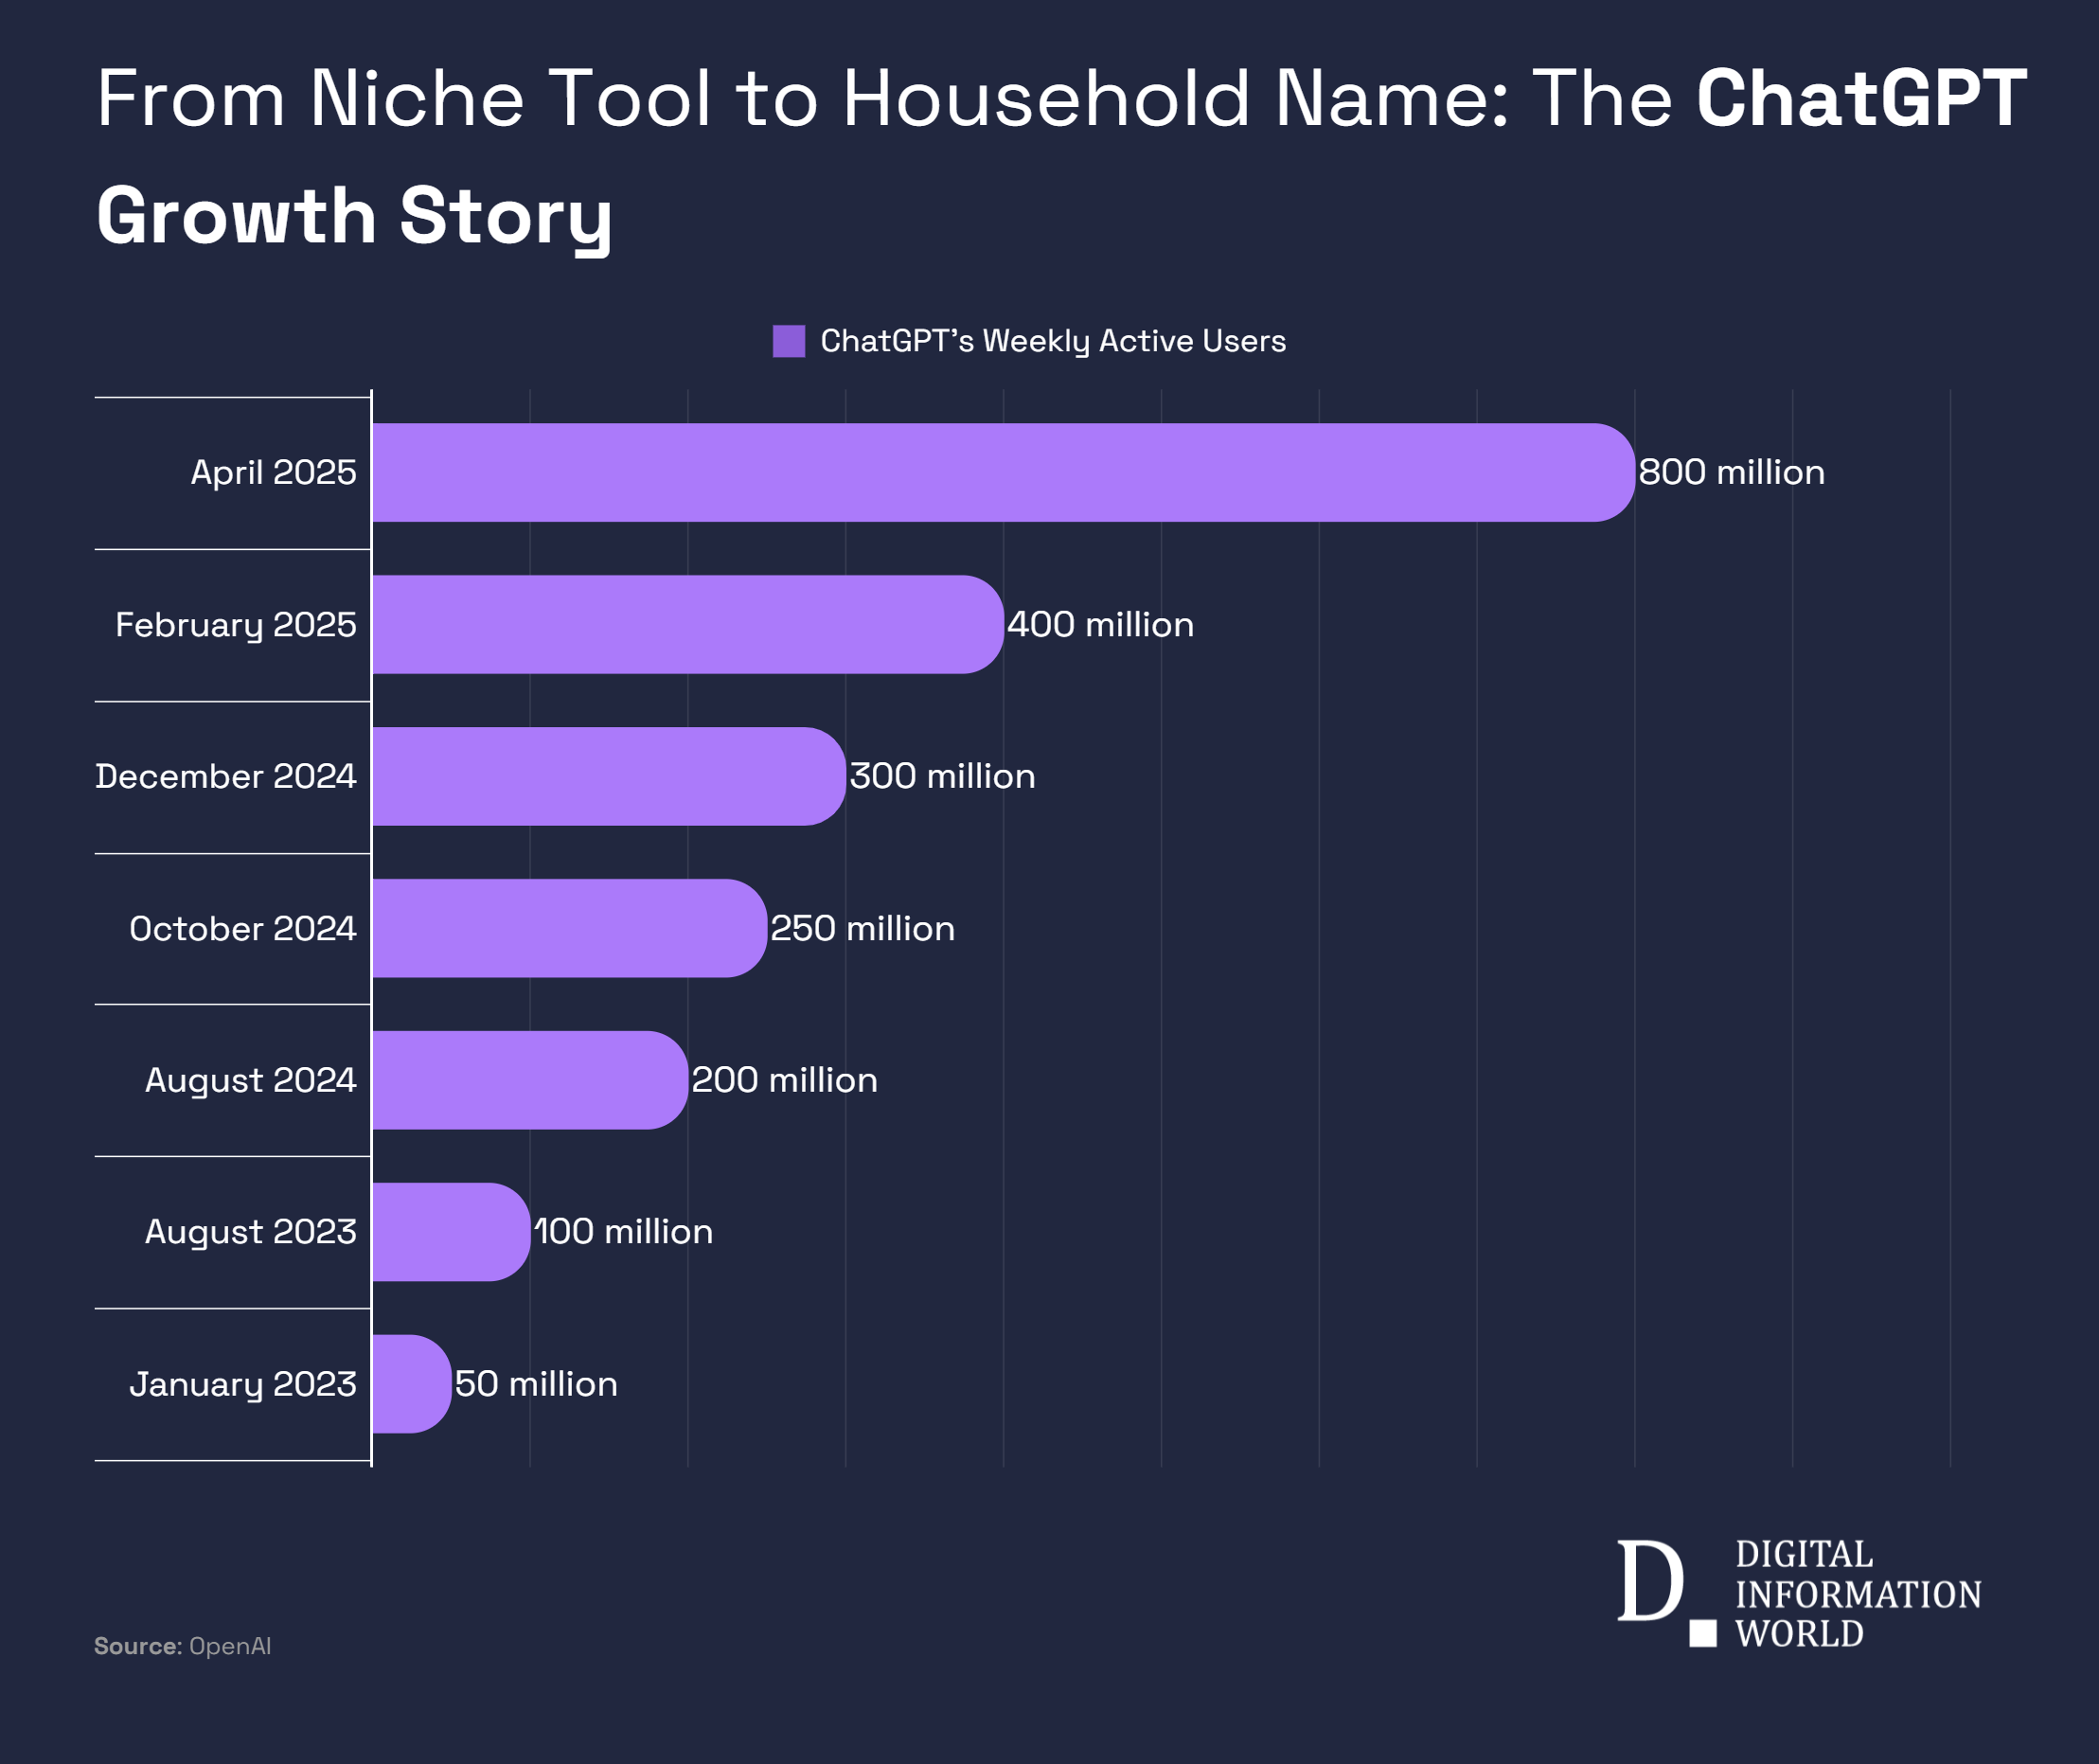 From Niche Tool to Household Name: The ChatGPT
Growth Story
ChatGPT's Weekly Active Users
April 2025
800 million
February 2025
400 million
December 2024
300 million
October 2024
250 million
August 2024
200 million
August 2023
100 million
January 2023
50 million
Source: OpenAI
D.
DIGITAL
INFORMATION
WORLD